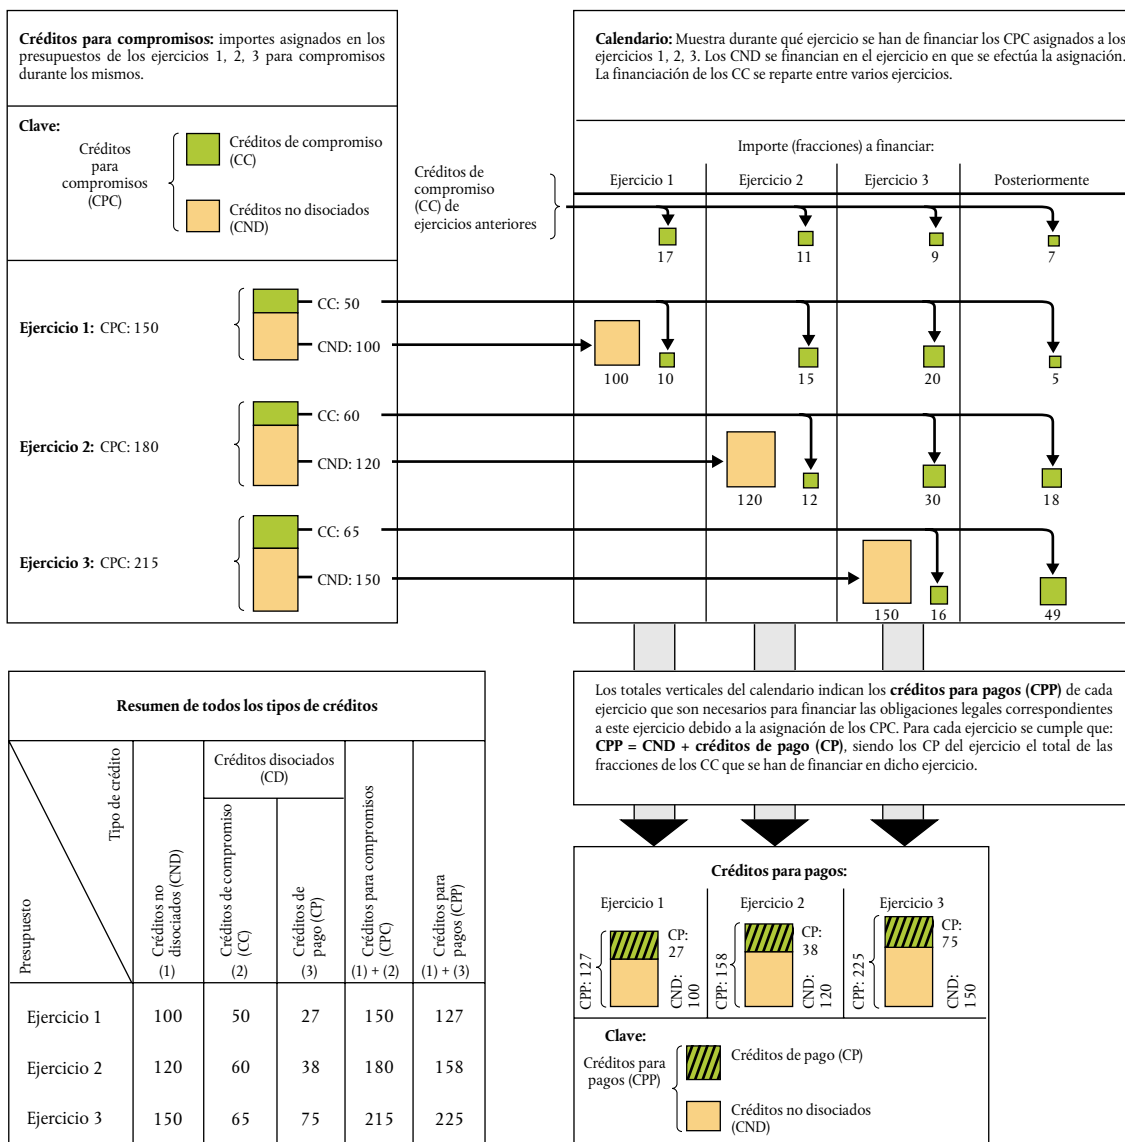 Créditos para compromisos: importes asignados en los
presupuestos de los ejercicios 1, 2, 3 para compromisos
durante los mismos.
Clave:
Créditos
para
compromisos
(CPC)
Créditos de compromiso
(CC)
Créditos no disociados
(CND)
Calendario: Muestra durante qué ejercicio se han de financiar los CPC asignados a los
ejercicios 1, 2, 3. Los CND se financian en el ejercicio en que se efectúa la asignación.
La financiación de los CC se reparte entre varios ejercicios.
Importe (fracciones) a financiar:
Ejercicio 1 Ejercicio 2 Ejercicio 3 Posteriormente
Créditos de
compromiso
(CC) de
ejercicios anteriores
17 11 9 7
Ejercicio 1: CPC: 150
CC: 50
CND: 100
100 10 15 20 5
Ejercicio 2: CPC: 180
CC: 60
CND: 120
120 12 30 18
Ejercicio 3: CPC: 215
CC: 65
CND: 150
150 16 49
Los totales verticales del calendario indican los créditos para pagos (CPP) de cada
ejercicio que son necesarios para financiar las obligaciones legales correspondientes
a este ejercicio debido a la asignación de los CPC. Para cada ejercicio se cumple que:
CPP = CND + créditos de pago (CP), siendo los CP del ejercicio el total de las
fracciones de los CC que se han de financiar en dicho ejercicio.
Resumen de todos los tipos de créditos
Presupuesto
Tipo de crédito
Créditos no
disociados (CND)
(1)
Créditos disociados
(CD)
Créditos de compromiso
(CC)
(2)
Créditos de
pago (CP)
(3)
Créditos para compromisos
(CPC)
(1) + (2)
Créditos para
pagos (CPP)
(1) + (3)
Ejercicio 1 100 50 27 150 127
Ejercicio 2 120 60 38 180 158
Ejercicio 3 150 65 75 215 225
Créditos para pagos:
Ejercicio 1
CPP: 127
CP:
27
CND:
100
Ejercicio 2
CPP: 158
CP:
38
CND:
120
Ejercicio 3
CPP: 225
CP:
75
CND:
150
Clave:
Créditos para
pagos (CPP)
Créditos de pago (CP)
Créditos no disociados
(CND)